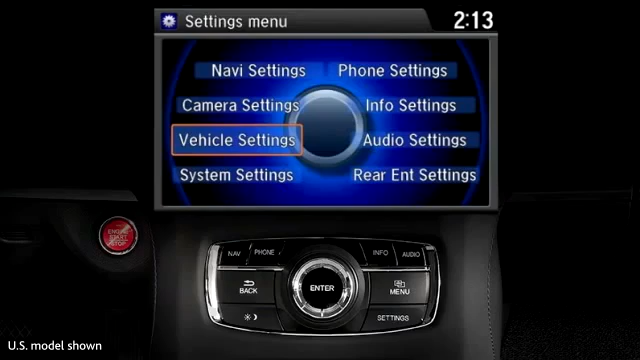 Settings menu
2:13
Navi Settings
Phone Settings
Camera Settings
Info Settings
Vehicle Settings
Audio Settings
System Settings
Rear Ent Settings
ENGINE
START
STOP
NAV
PHONE
INFO
AUDIO
BACK
ENTER
MENU
SETTINGS
U.S. model shown